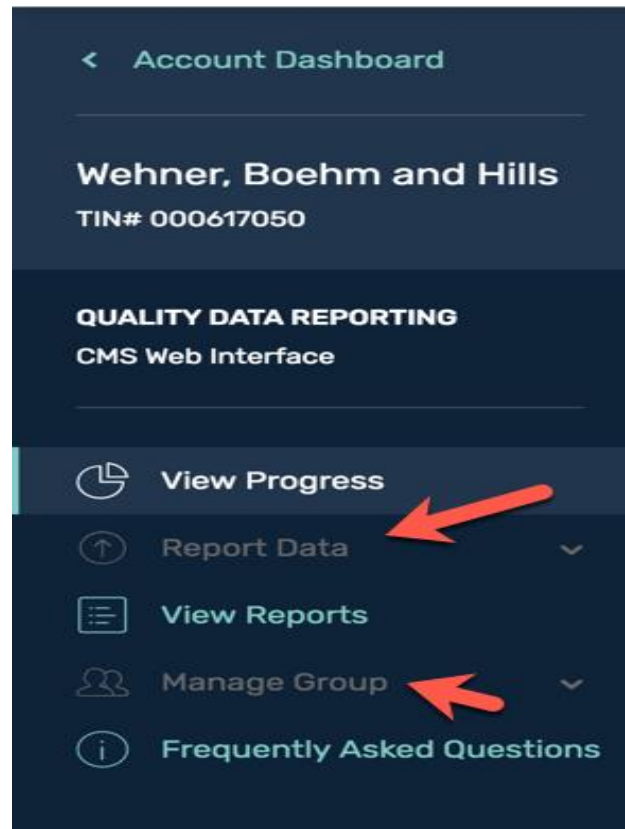 Account Dashboard
Wehner, Boehm and Hills
TIN# 000617050
QUALITY DATA REPORTING
CMS Web Interface
View Progress
Report Data
View Reports
Manage Group
Frequently Asked Questions